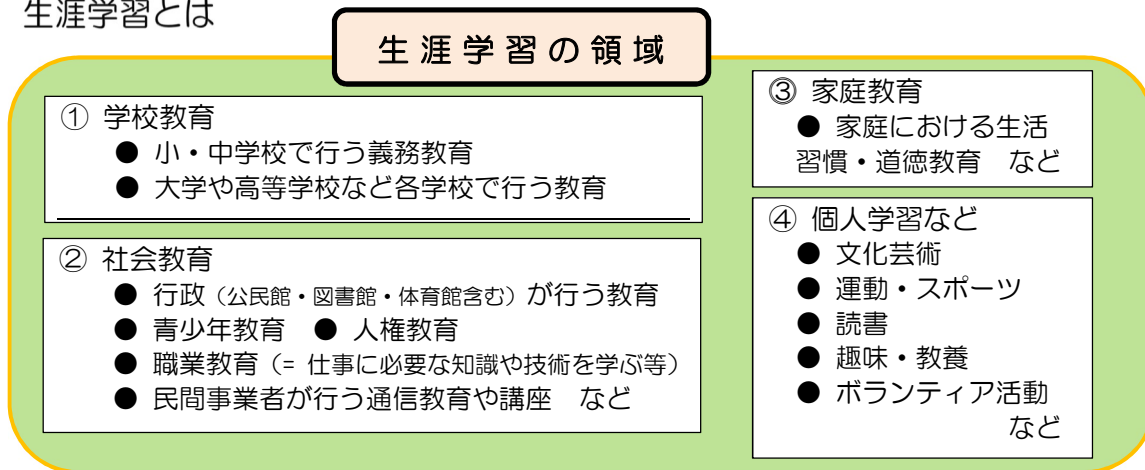 生涯学習とは
生涯学習の領域
① 学校教育
● 小・中学校で行う義務教育
● 大学や高等学校など各学校で行う教育
② 社会教育
● 行政（公民館・図書館・体育館含む）が行う教育
● 青少年教育　● 人権教育
● 職業教育（= 仕事に必要な知識や技術を学ぶ等）
● 民間事業者が行う通信教育や講座　など
③ 家庭教育
● 家庭における生活
習慣・道徳教育　など
④ 個人学習など
● 文化芸術
● 運動・スポーツ
● 読書
● 趣味・教養
● ボランティア活動
など